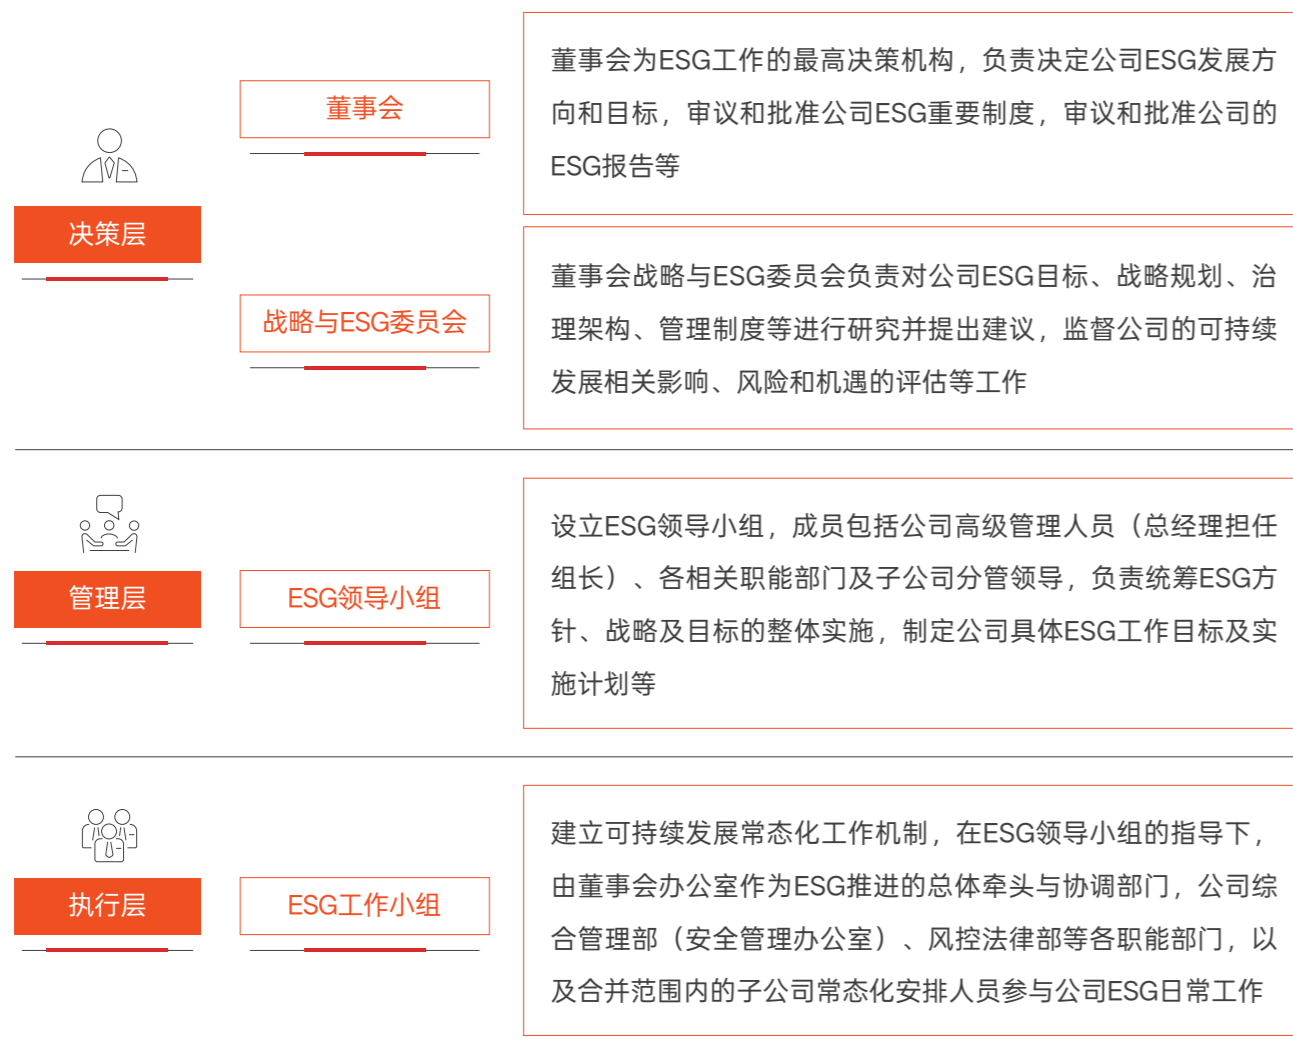 董事会
董事会为ESG工作的最高决策机构，负责决定公司ESG发展方
向和目标，审议和批准公司ESG重要制度，审议和批准公司的
ESG报告等
决策层
战略与ESG委员会
董事会战略与ESG委员会负责对公司ESG目标、战略规划、治
理架构、管理制度等进行研究并提出建议，监督公司的可持续
发展相关影响、风险和机遇的评估等工作
管理层
ESG领导小组
设立ESG领导小组，成员包括公司高级管理人员（总经理担任
组长）、各相关职能部门及子公司分管领导，负责统筹ESG方
针、战略及目标的整体实施，制定公司具体ESG工作目标及实
施计划等
执行层
ESG工作小组
建立可持续发展常态化工作机制，在ESG领导小组的指导下，
由董事会办公室作为ESG推进的总体牵头与协调部门，公司综
合管理部（安全管理办公室）、风控法律部等各职能部门，以
及合并范围内的子公司常态化安排人员参与公司ESG日常工作